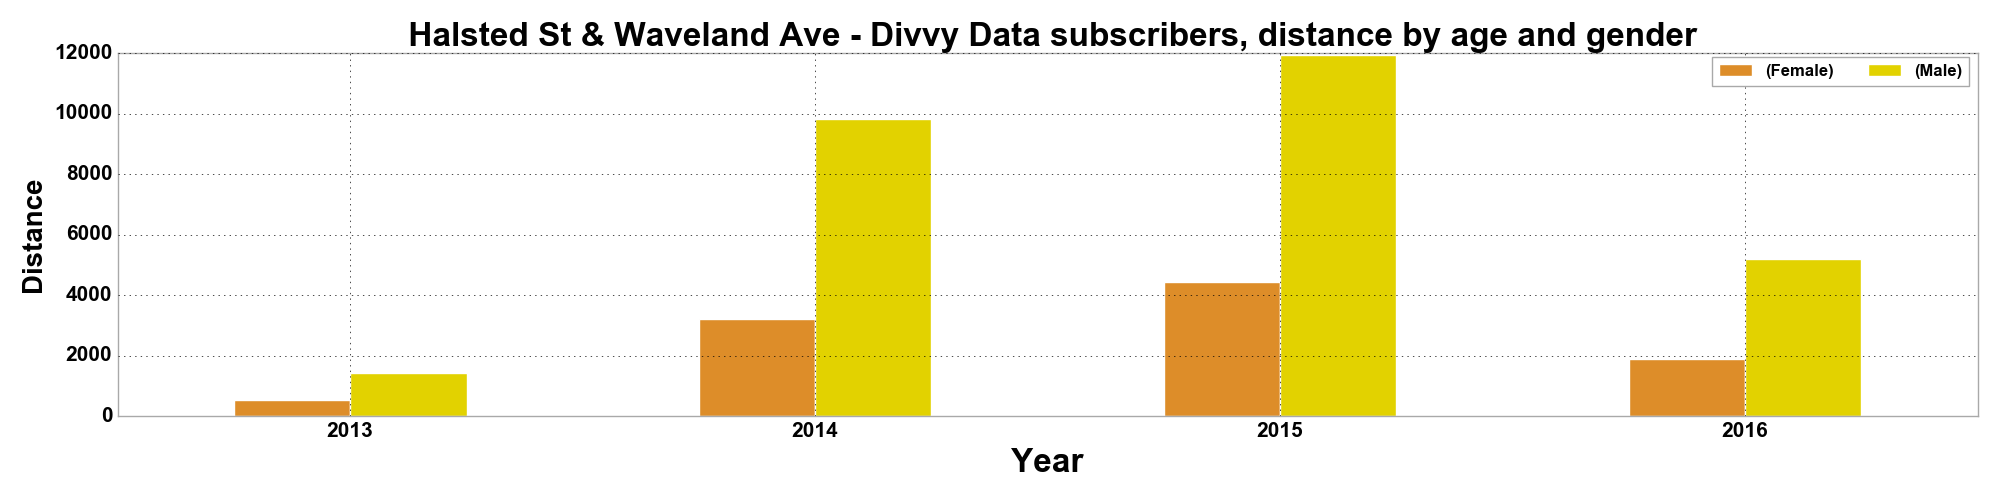 Halsted St & Waveland Ave - Divvy Data subscribers, distance by age and gender
12000
10000
8000
6000
4000
2000
0
Distance
(Female)
(Male)
2013
2014
2015
2016
Year